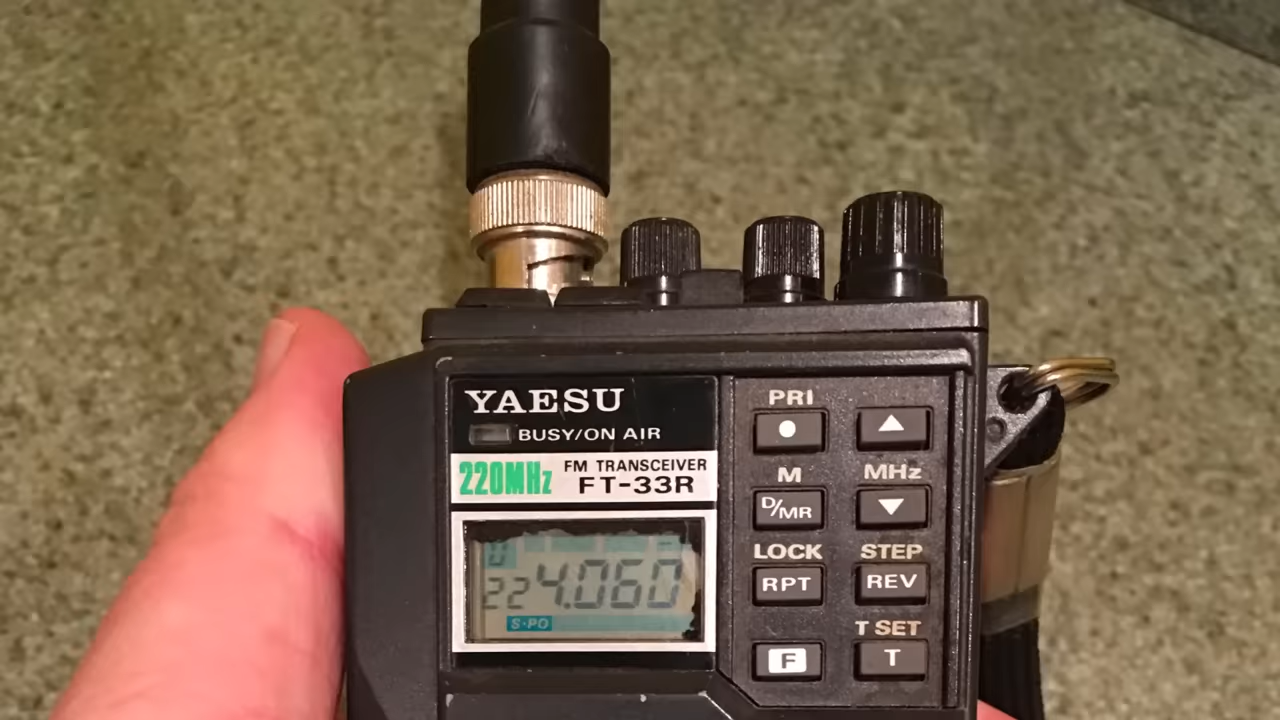 YAESU
BUSY/ON AIR
220MHz FM TRANSCEIVER
FT-33R
224.060
S-PO
PRI
M
MHz
D/MR
LOCK
STEP
RPT
REV
T SET
F
T